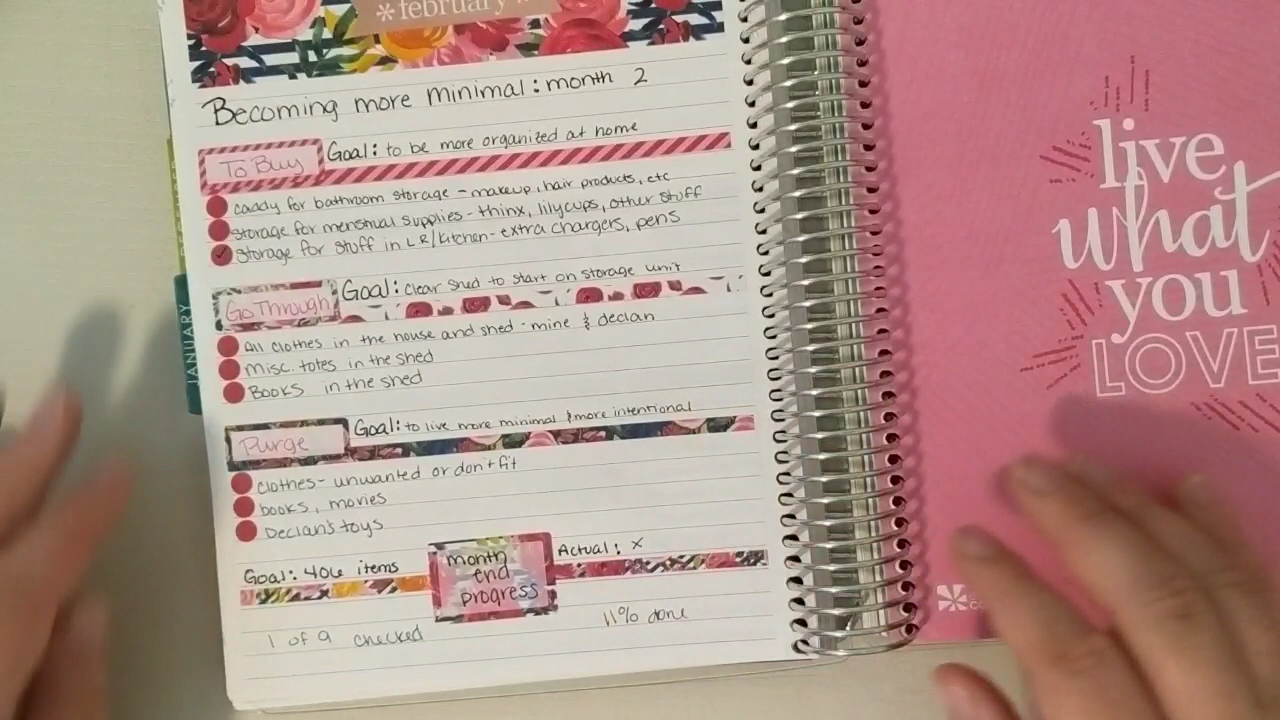 *february
Becoming more minimal: month 2
To Buy
Goal: to be more organized at home
caddy for bathroom storage - makeup, hair products, etc
Storage for menstrual supplies - thinx, lilycups, other stuff
Storage for stuff in LR/kitchen - extra chargers, pens
Go Through
Goal: clear shed to start on storage unit
All clothes in the house and shed - mine & declan
misc. totes in the shed
Books in the shed
Purge
Goal: to live more minimal & more intentional
clothes - unwanted or don't fit
books, movies
Declan's toys
Goal: 406 items
month
end
progress
Actual: x
1 of 9 checked
11% done
JANUARY
live
what
you
LOVE